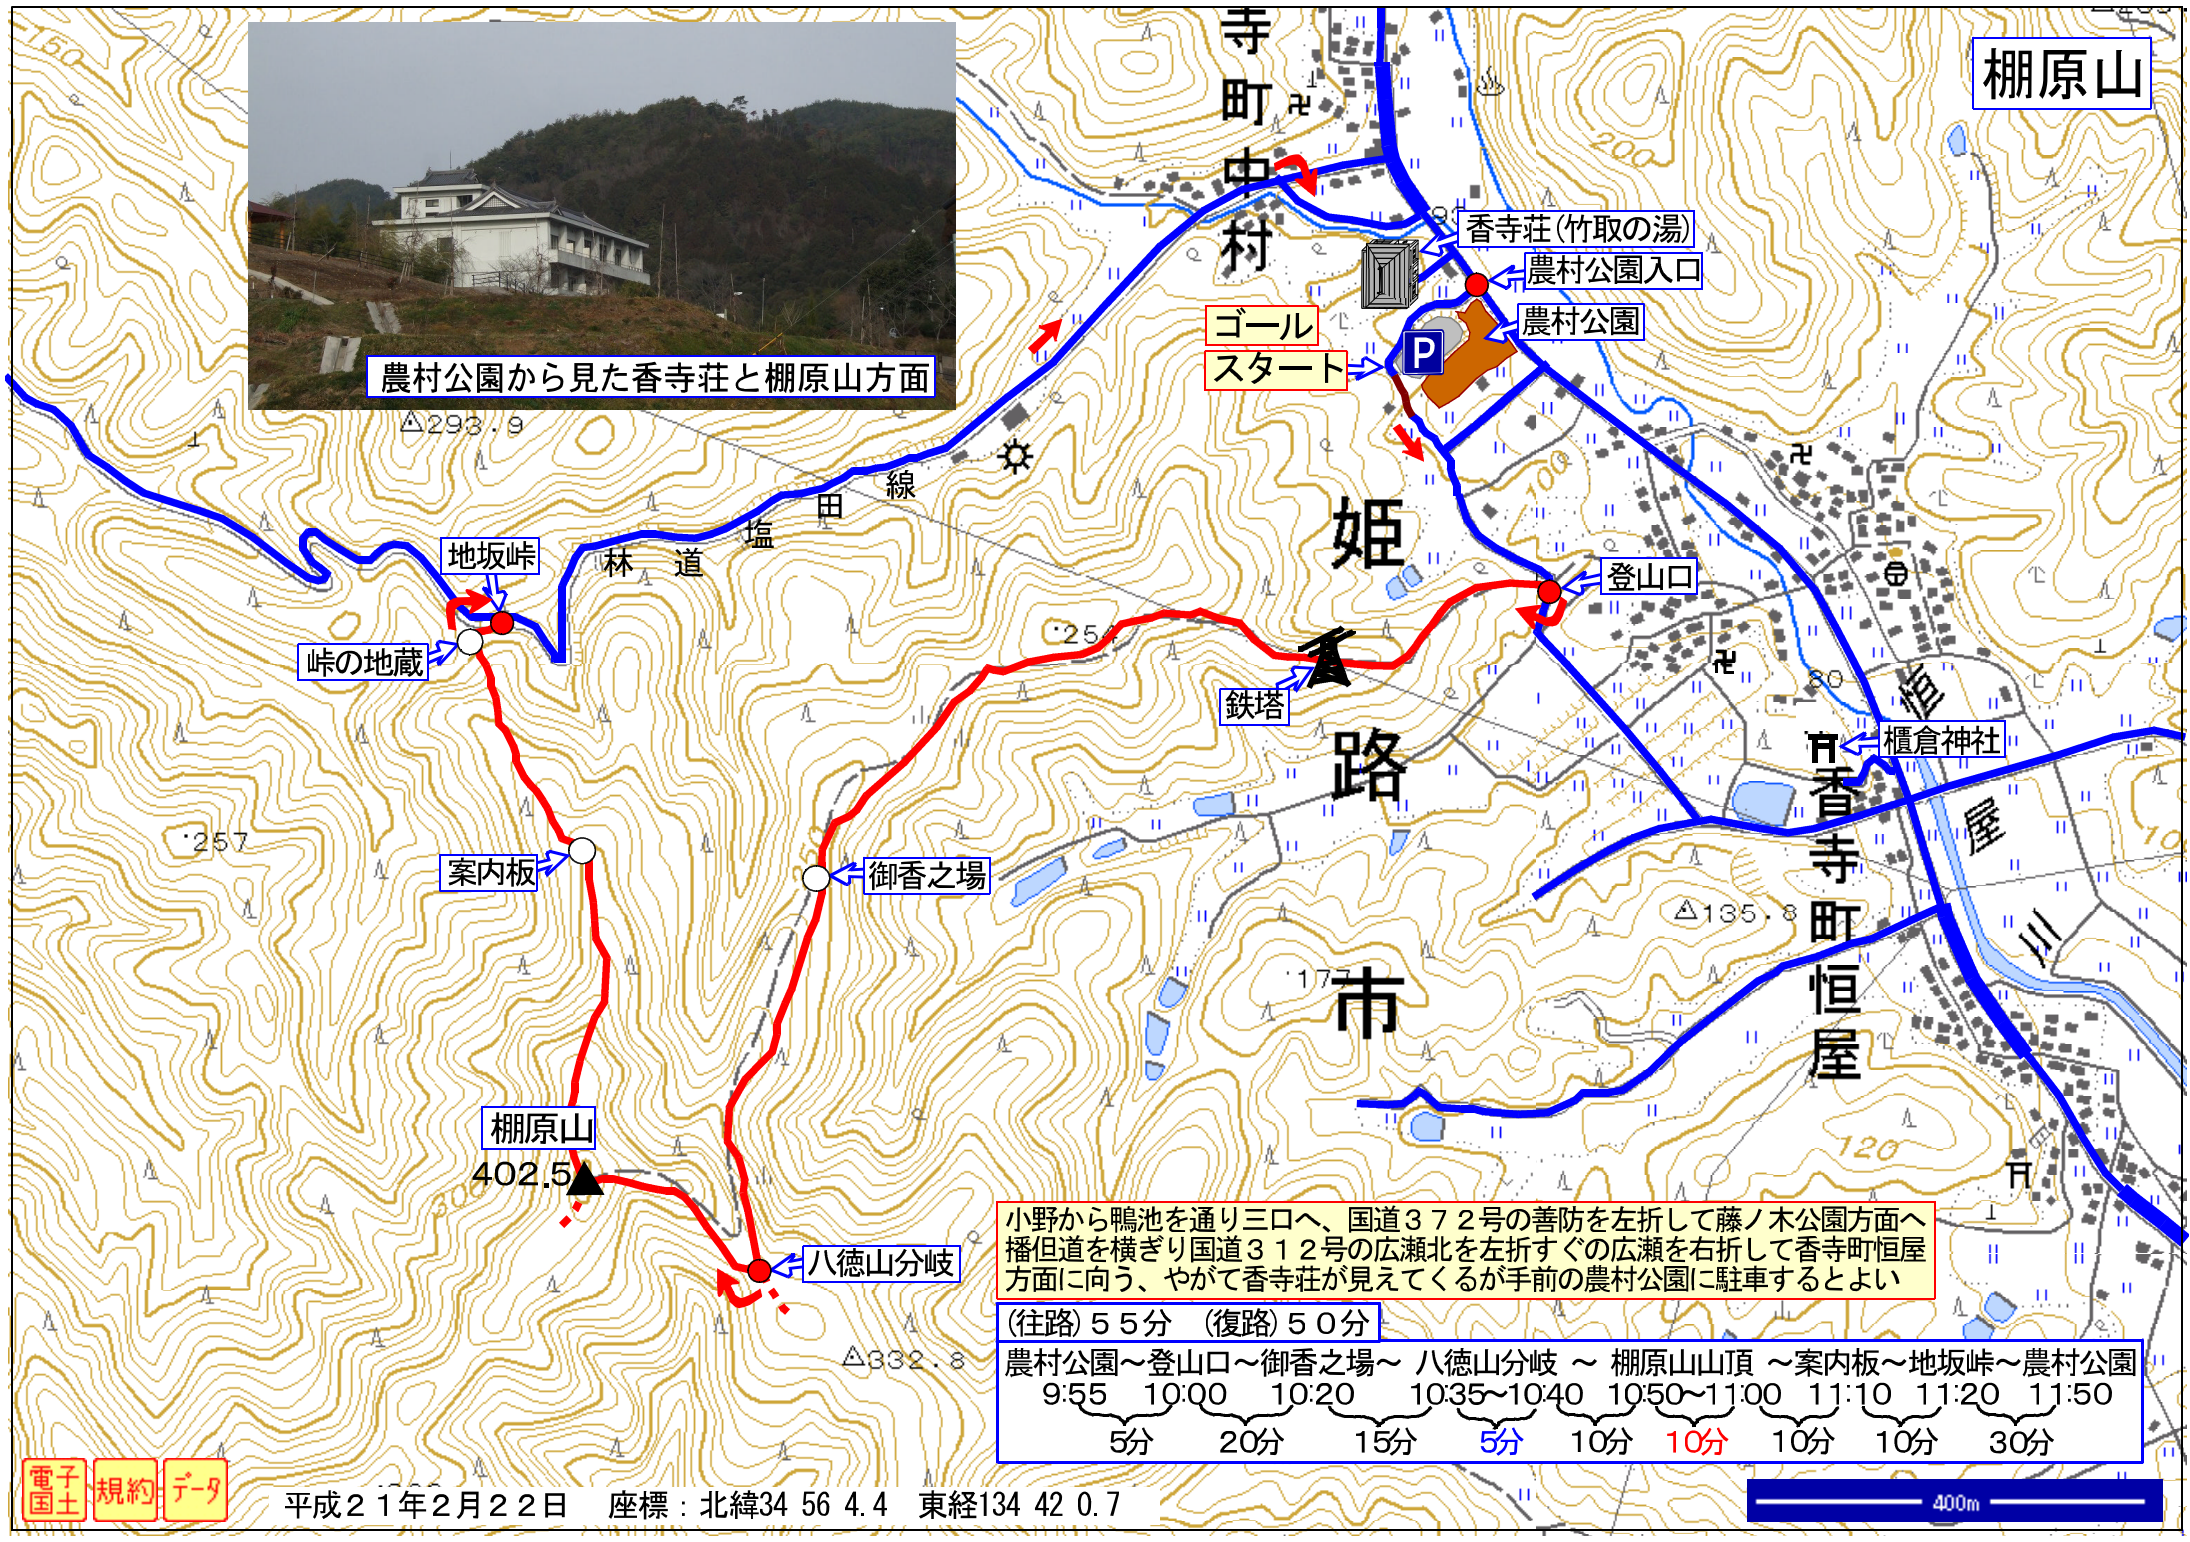 棚原山
寺町中村
農村公園から見た香寺荘と棚原山方面
150
200
香寺荘(竹取の湯)
農村公園入口
農村公園
ゴール
スタート
P
293.9
林道塩田線
100
地坂峠
峠の地蔵
登山口
254
鉄塔
姫路市
80
恒屋川
櫃倉神社
香寺町恒屋
257
案内板
御香之場
135.8
177
棚原山
402.5
300
120
八徳山分岐
332.8
小野から鴨池を通り三口へ、国道372号の善防を左折して藤ノ木公園方面へ
播但道を横ぎり国道312号の広瀬北を左折すぐの広瀬を右折して香寺町恒屋
方面に向う、やがて香寺荘が見えてくるが手前の農村公園に駐車するとよい
(往路)55分 (復路)50分
農村公園~登山口~御香之場~ 八徳山分岐 ~ 棚原山山頂 ~案内板~地坂峠~農村公園
9:55 10:00 10:20 10:35~10:40 10:50~11:00 11:10 11:20 11:50
5分 20分 15分 5分 10分 10分 10分 10分 30分
電子国土 規約 データ
平成21年2月22日 座標:北緯34 56 4.4 東経134 42 0.7
400m